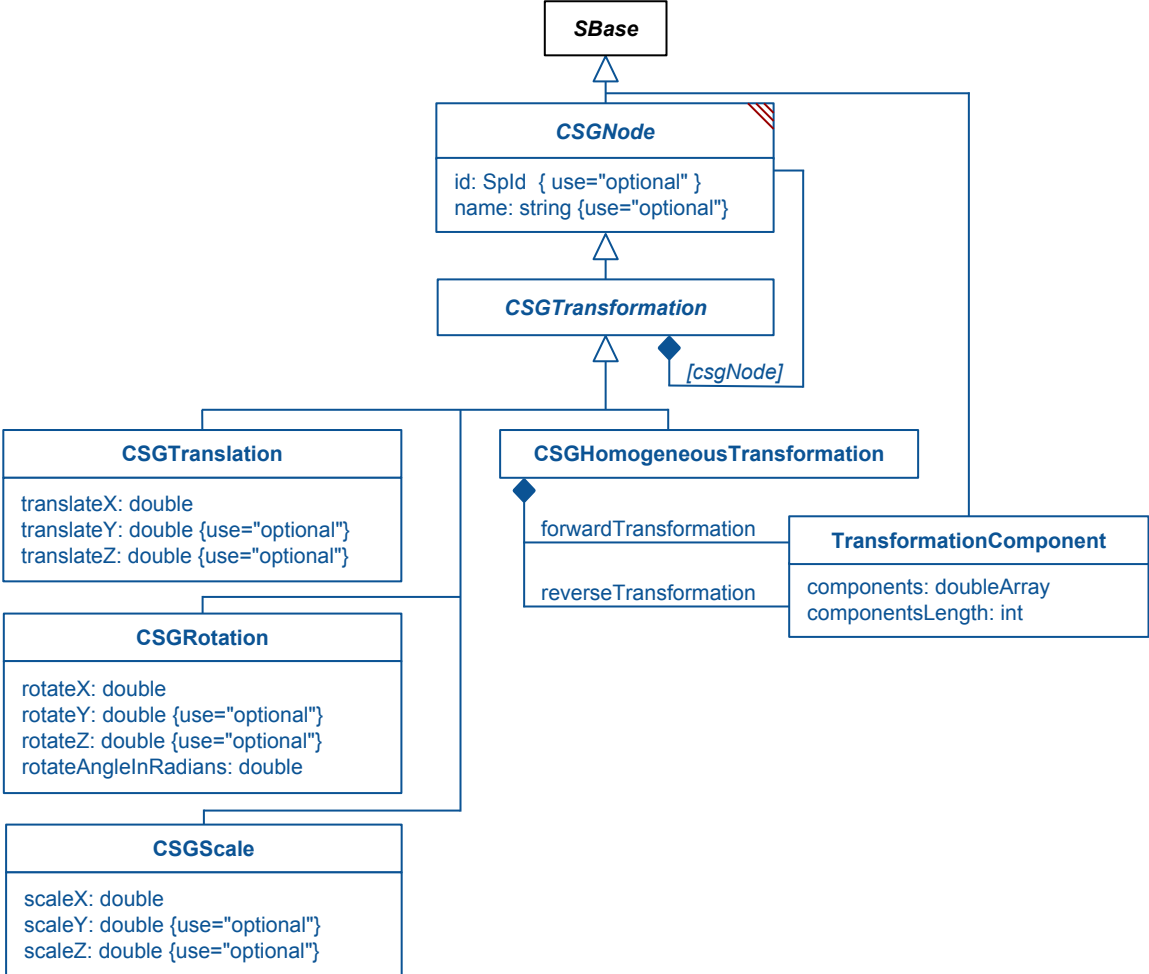 SBase
CSGNode
id: SpId  { use="optional" }
name: string {use="optional"}
CSGTransformation
[csgNode]
CSGTranslation
translateX: double
translateY: double {use="optional"}
translateZ: double {use="optional"}
CSGHomogeneousTransformation
forwardTransformation
reverseTransformation
TransformationComponent
components: doubleArray
componentsLength: int
CSGRotation
rotateX: double
rotateY: double {use="optional"}
rotateZ: double {use="optional"}
rotateAngleInRadians: double
CSGScale
scaleX: double
scaleY: double {use="optional"}
scaleZ: double {use="optional"}